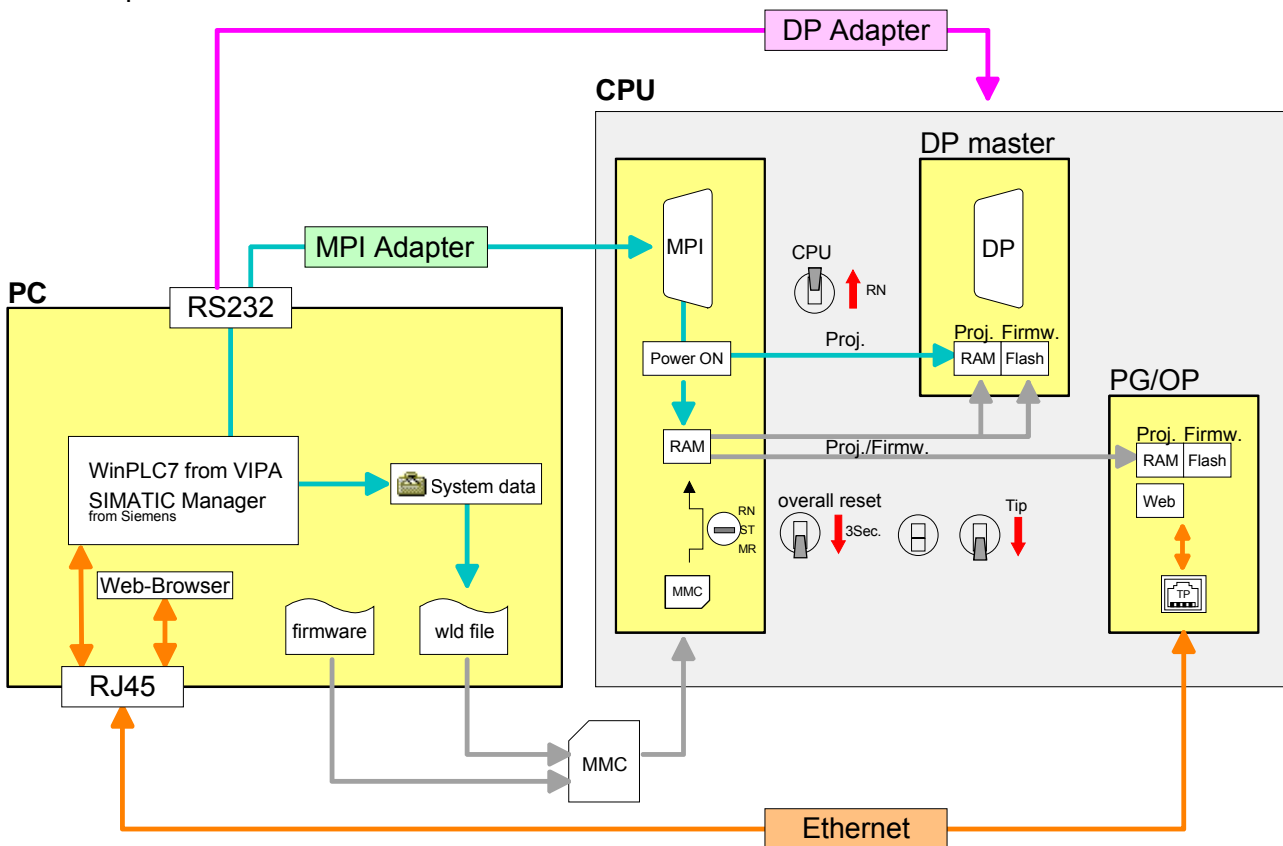 DP Adapter
CPU
DP master
MPI Adapter
MPI
CPU
RN
DP
PC
RS232
Power ON
Proj.
Proj. Firmw.
RAM Flash
PG/OP
RAM
Proj./Firmw.
Proj. Firmw.
RAM Flash
Web
WinPLC7 from VIPA
SIMATIC Manager
from Siemens
System data
RN
ST
MR
overall reset
3Sec.
Tip
Web-Browser
MMC
TP
firmware
wld file
RJ45
MMC
Ethernet